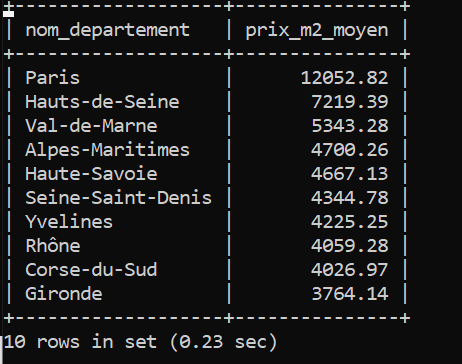 +--------------------+---------------+
| nom_departement    | prix_m2_moyen |
+--------------------+---------------+
| Paris              |      12052.82 |
| Hauts-de-Seine     |       7219.39 |
| Val-de-Marne       |       5343.28 |
| Alpes-Maritimes    |       4700.26 |
| Haute-Savoie       |       4667.13 |
| Seine-Saint-Denis |       4344.78 |
| Yvelines           |       4225.25 |
| Rhône              |       4059.28 |
| Corse-du-Sud       |       4026.97 |
| Gironde            |       3764.14 |
+--------------------+---------------+
10 rows in set (0.23 sec)